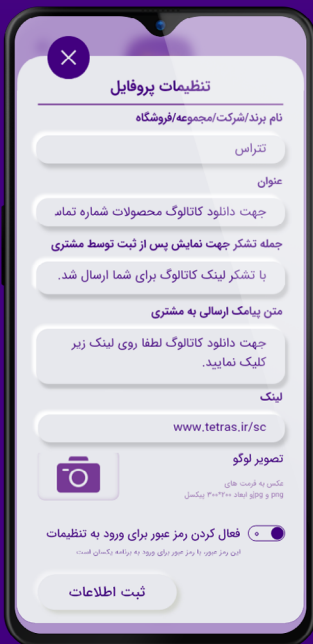 تنظیمات پروفایل
نام برند/شرکت/مجموعه/فروشگاه
تتراس
عنوان
جهت دانلود کاتالوگ محصولات شماره تماس
جمله تشکر جهت نمایش پس از ثبت توسط مشتری
با تشکر لینک کاتالوگ برای شما ارسال شد.
متن پیامک ارسالی به مشتری
جهت دانلود کاتالوگ لطفا روی لینک زیر
کلیک نمایید.
لینک
www.tetras.ir/sc
تصویر لوگو
عکس به فرمت های
png و jpgو ابعاد 200*300 پیکسل
فعال کردن رمز عبور برای ورود به تنظیمات
این رمز عبور، با رمز عبور برای ورود به برنامه یکسان است
ثبت اطلاعات